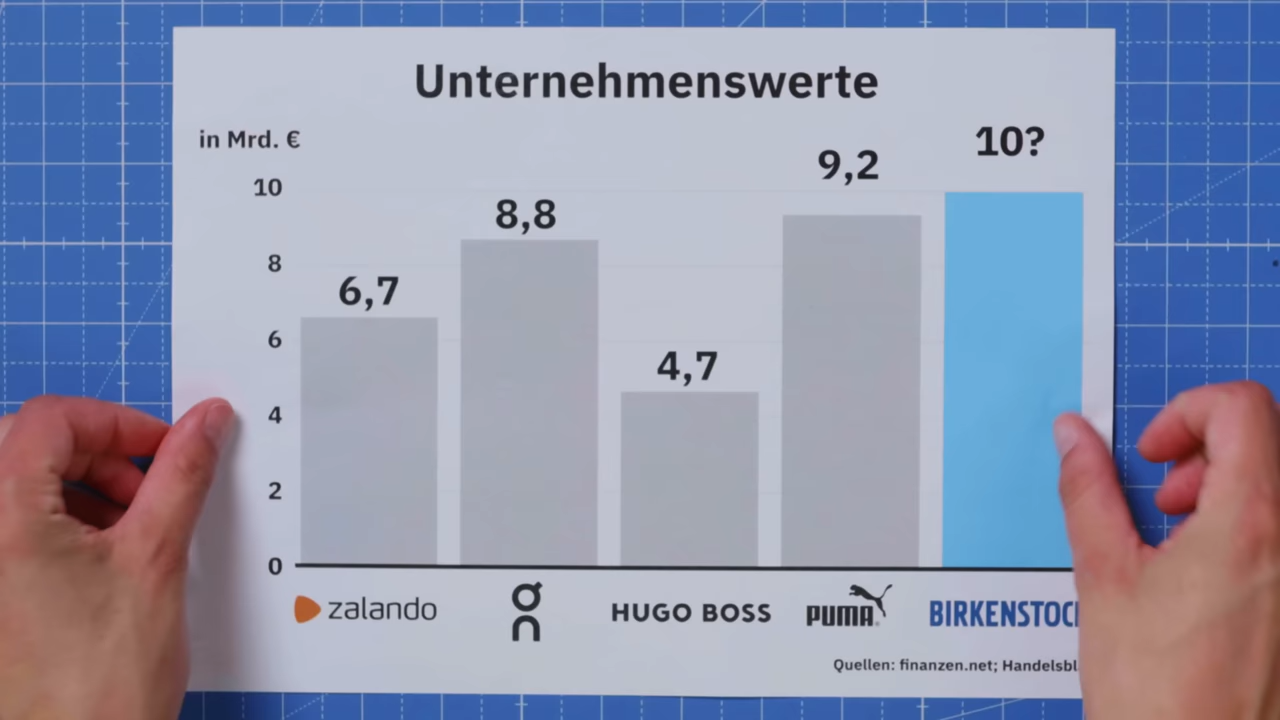 Unternehmenswerte
in Mrd. €
10?
9,2
8,8
6,7
4,7
10
8
6
4
2
0
zalando
on
HUGO BOSS
PUMA
BIRKENSTOC
Quellen: finanzen.net; Handelsbl